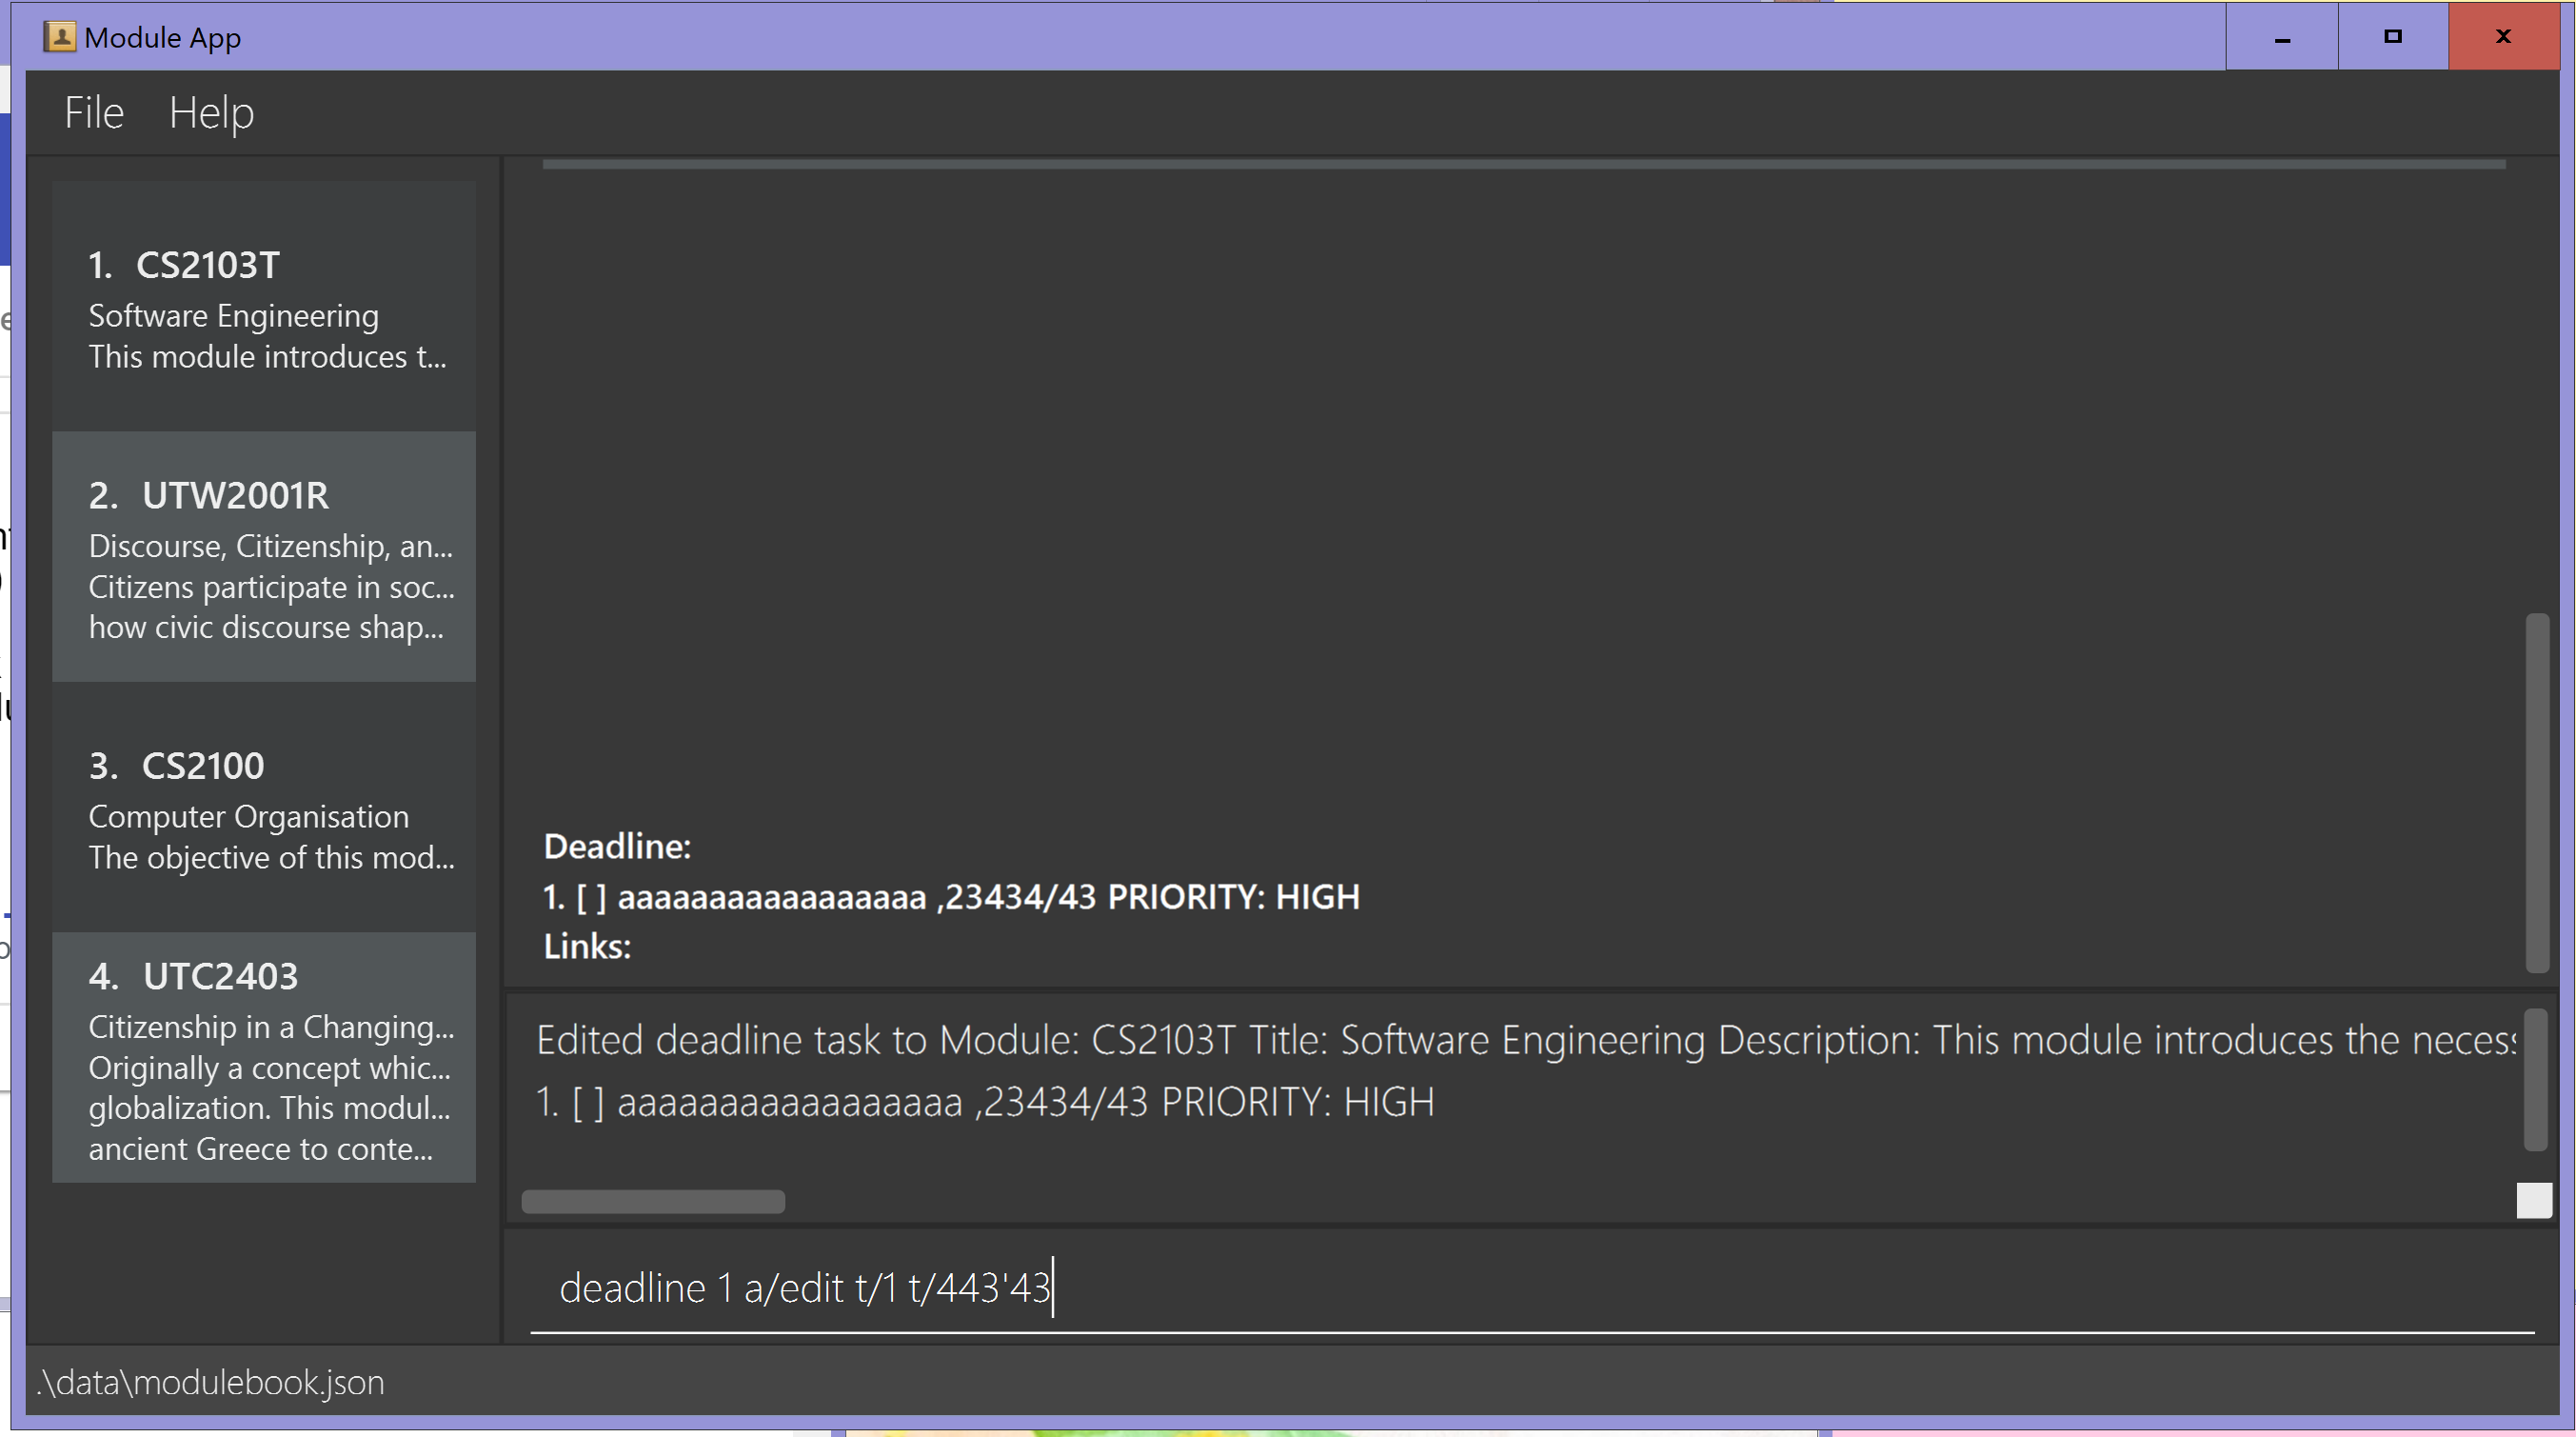 Module App
File Help
1. CS2103T
Software Engineering
This module introduces t...
2. UTW2001R
Discourse, Citizenship, an...
Citizens participate in soc...
how civic discourse shap...
3. CS2100
Computer Organisation
The objective of this mod...
4. UTC2403
Citizenship in a Changing...
Originally a concept whic...
globalization. This modul...
ancient Greece to conte...
Deadline:
1. [ ] aaaaaaaaaaaaaaaaa ,23434/43 PRIORITY: HIGH
Links:
Edited deadline task to Module: CS2103T Title: Software Engineering Description: This module introduces the necess
1. [ ] aaaaaaaaaaaaaaaaa ,23434/43 PRIORITY: HIGH
deadline 1 a/edit t/1 t/443'43
.\data\modulebook.json